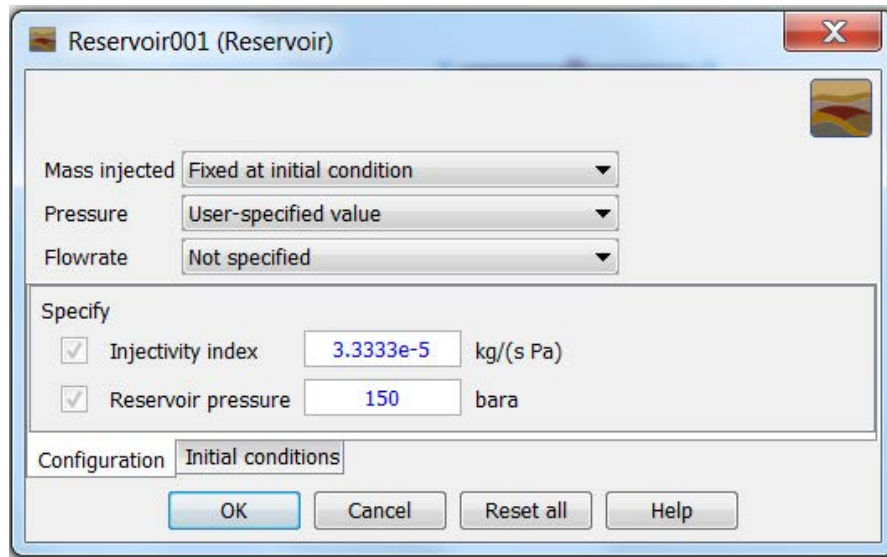 Reservoir001 (Reservoir)
Mass injected Fixed at initial condition
Pressure User-specified value
Flowrate Not specified
Specify
Injectivity index 3.3333e-5 kg/(s Pa)
Reservoir pressure 150 bara
Configuration Initial conditions
OK Cancel Reset all Help